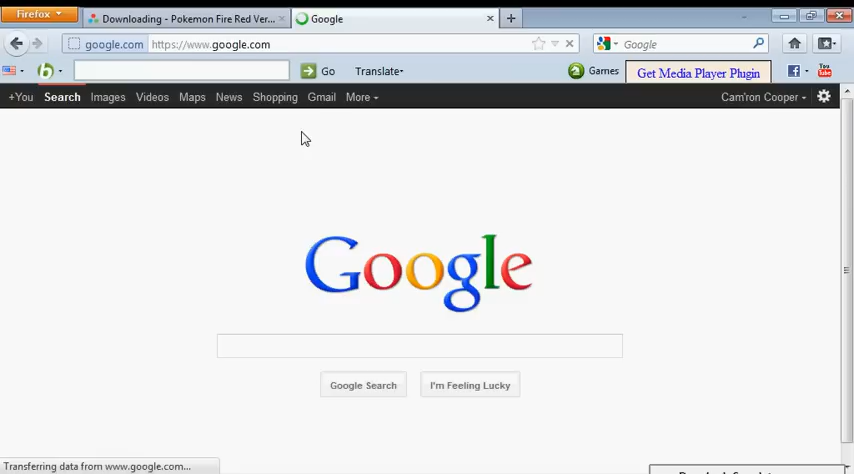 Firefox
Downloading - Pokemon Fire Red Ver...
Google
google.com
https://www.google.com
Google
b
Go
Translate
Games
Get Media Player Plugin
f
You Tube
+You Search Images Videos Maps News Shopping Gmail More
Cam'ron Cooper
Google
Google Search
I'm Feeling Lucky
Transferring data from www.google.com...